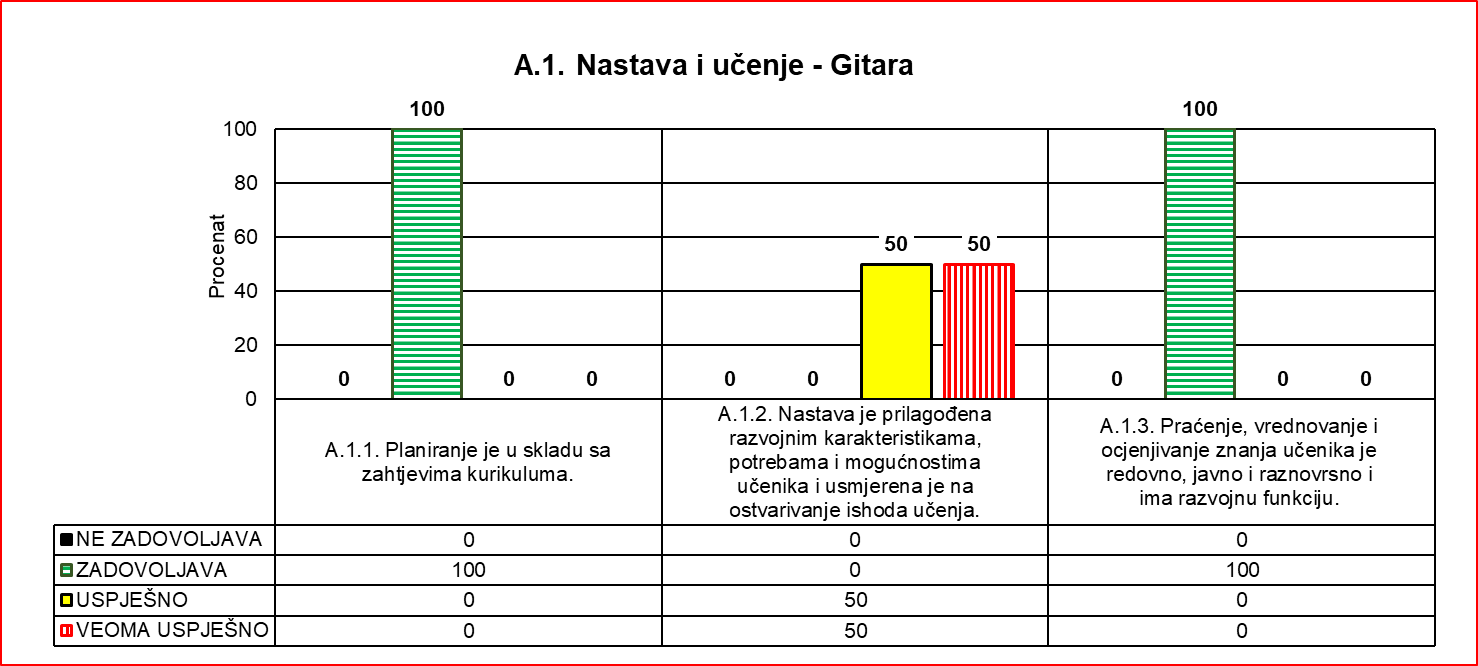 A.1. Nastava i učenje - Gitara
100
100
Procenat
100
80
60
40
20
0
50
50
0
0
0
0
0
0
0
0
A.1.1. Planiranje je u skladu sa
zahtjevima kurikuluma.
A.1.2. Nastava je prilagođena
razvojnim karakteristikama,
potrebama i mogućnostima
učenika i usmjerena je na
ostvarivanje ishoda učenja.
A.1.3. Praćenje, vrednovanje i
ocjenjivanje znanja učenika je
redovno, javno i raznovrsno i
ima razvojnu funkciju.
NE ZADOVOLJAVA 0 0 0
ZADOVOLJAVA 100 0 100
USPJEŠNO 0 50 0
VEOMA USPJEŠNO 0 50 0